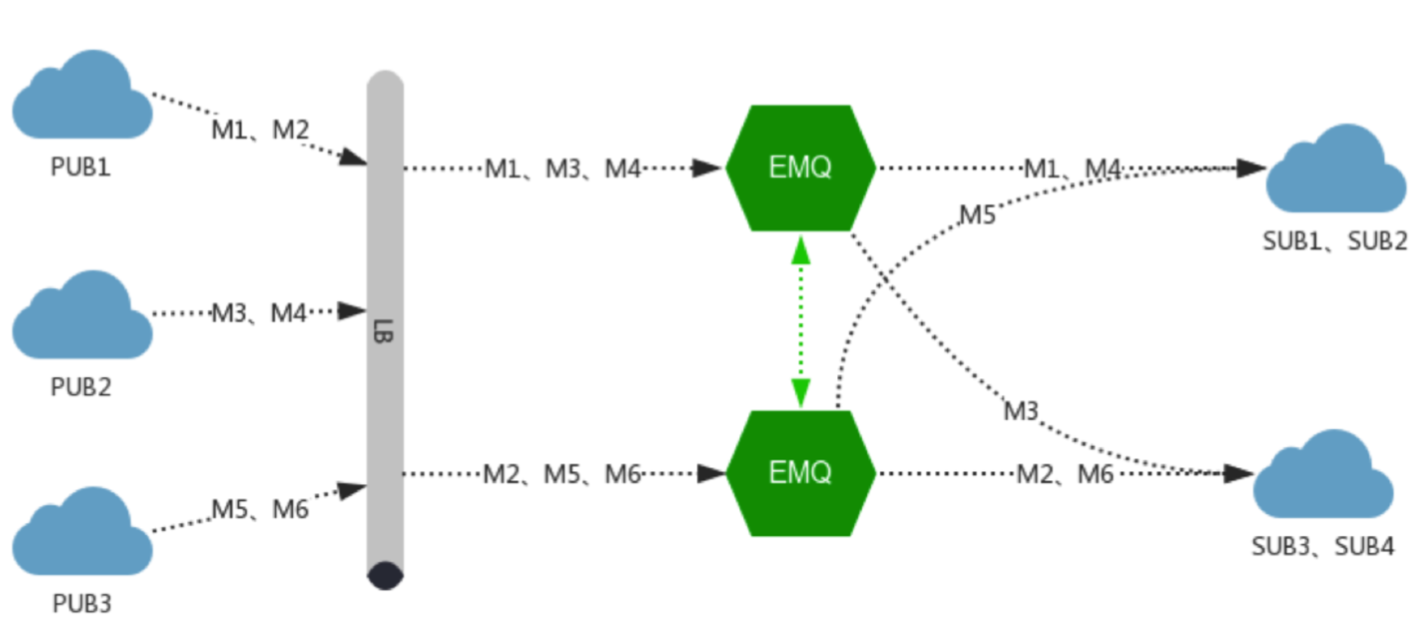 PUB1
M1、M2
PUB2
M3、M4
PUB3
M5、M6
LB
M1、M3、M4
M2、M5、M6
EMQ
EMQ
M1、M4
M5
M3
M2、M6
SUB1、SUB2
SUB3、SUB4